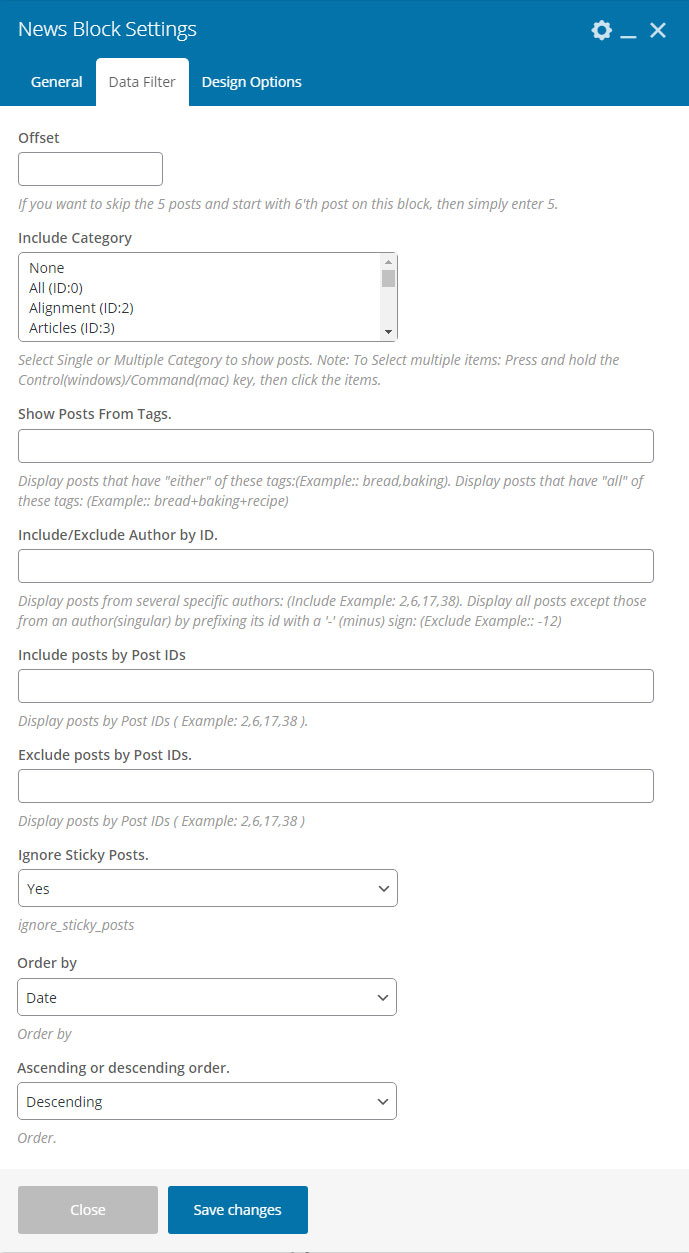 News Block Settings
General Data Filter Design Options
Offset
If you want to skip the 5 posts and start with 6'th post on this block, then simply enter 5.
Include Category
None
All (ID:0)
Alignment (ID:2)
Articles (ID:3)
Select Single or Multiple Category to show posts. Note: To Select multiple items: Press and hold the
Control(windows)/Command(mac) key, then click the items.
Show Posts From Tags.
Display posts that have "either" of these tags:(Example:: bread,baking). Display posts that have "all" of
these tags: (Example:: bread+baking+recipe)
Include/Exclude Author by ID.
Display posts from several specific authors: (Include Example: 2,6,17,38). Display all posts except those
from an author(singular) by prefixing its id with a '-' (minus) sign: (Exclude Example:: -12)
Include posts by Post IDs
Display posts by Post IDs ( Example: 2,6,17,38 ).
Exclude posts by Post IDs.
Display posts by Post IDs ( Example: 2,6,17,38 )
Ignore Sticky Posts.
Yes
ignore_sticky_posts
Order by
Date
Order by
Ascending or descending order.
Descending
Order.
Close Save changes